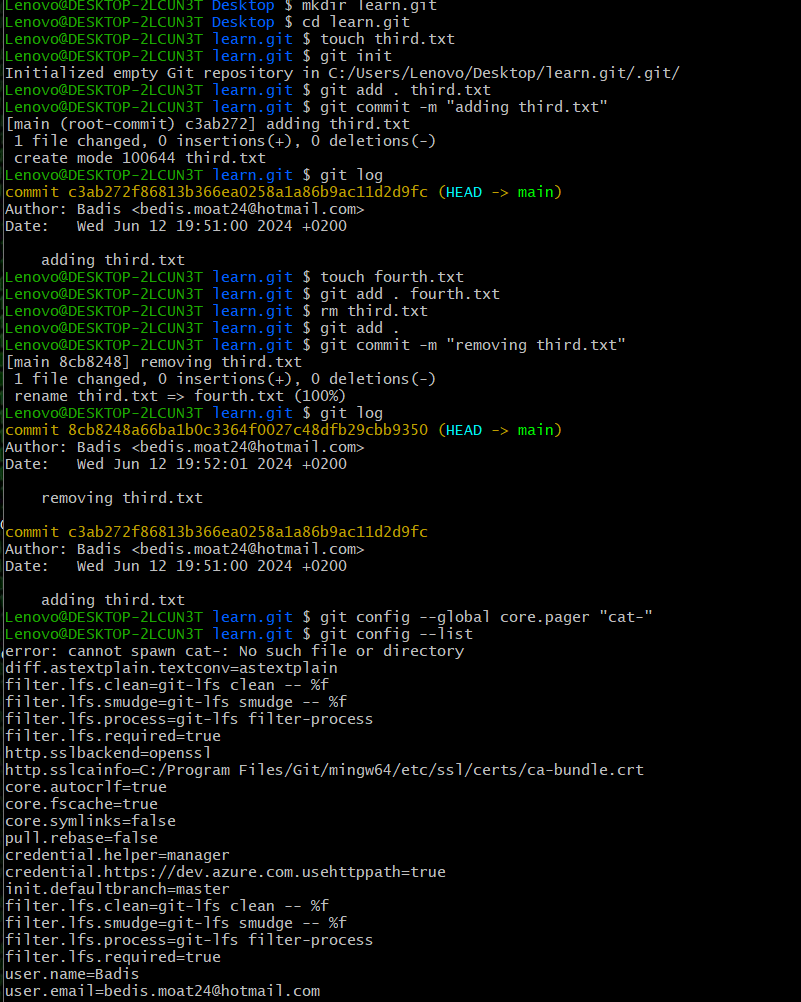 Lenovo@DESKTOP-2LCUN3T Desktop $ mkdir learn.git
Lenovo@DESKTOP-2LCUN3T Desktop $ cd learn.git
Lenovo@DESKTOP-2LCUN3T learn.git $ touch third.txt
Lenovo@DESKTOP-2LCUN3T learn.git $ git init
Initialized empty Git repository in C:/Users/Lenovo/Desktop/learn.git/.git/
Lenovo@DESKTOP-2LCUN3T learn.git $ git add . third.txt
Lenovo@DESKTOP-2LCUN3T learn.git $ git commit -m "adding third.txt"
[main (root-commit) c3ab272] adding third.txt
 1 file changed, 0 insertions(+), 0 deletions(-)
 create mode 100644 third.txt
Lenovo@DESKTOP-2LCUN3T learn.git $ git log
commit c3ab272f86813b366ea0258a1a86b9ac11d2d9fc (HEAD -> main)
Author: Badis <bedis.moat24@hotmail.com>
Date:   Wed Jun 12 19:51:00 2024 +0200

    adding third.txt
Lenovo@DESKTOP-2LCUN3T learn.git $ touch fourth.txt
Lenovo@DESKTOP-2LCUN3T learn.git $ git add . fourth.txt
Lenovo@DESKTOP-2LCUN3T learn.git $ rm third.txt
Lenovo@DESKTOP-2LCUN3T learn.git $ git add .
Lenovo@DESKTOP-2LCUN3T learn.git $ git commit -m "removing third.txt"
[main 8cb8248] removing third.txt
 1 file changed, 0 insertions(+), 0 deletions(-)
 rename third.txt => fourth.txt (100%)
Lenovo@DESKTOP-2LCUN3T learn.git $ git log
commit 8cb8248a66ba1b0c3364f0027c48dfb29cbb9350 (HEAD -> main)
Author: Badis <bedis.moat24@hotmail.com>
Date:   Wed Jun 12 19:52:01 2024 +0200

    removing third.txt

commit c3ab272f86813b366ea0258a1a86b9ac11d2d9fc
Author: Badis <bedis.moat24@hotmail.com>
Date:   Wed Jun 12 19:51:00 2024 +0200

    adding third.txt
Lenovo@DESKTOP-2LCUN3T learn.git $ git config --global core.pager "cat-"
Lenovo@DESKTOP-2LCUN3T learn.git $ git config --list
error: cannot spawn cat-: No such file or directory
diff.astextplain.textconv=astextplain
filter.lfs.clean=git-lfs clean -- %f
filter.lfs.smudge=git-lfs smudge -- %f
filter.lfs.process=git-lfs filter-process
filter.lfs.required=true
http.sslbackend=openssl
http.sslcainfo=C:/Program Files/Git/mingw64/etc/ssl/certs/ca-bundle.crt
core.autocrlf=true
core.fscache=true
core.symlinks=false
pull.rebase=false
credential.helper=manager
credential.https://dev.azure.com.usehttppath=true
init.defaultbranch=master
filter.lfs.clean=git-lfs clean -- %f
filter.lfs.smudge=git-lfs smudge -- %f
filter.lfs.process=git-lfs filter-process
filter.lfs.required=true
user.name=Badis
user.email=bedis.moat24@hotmail.com